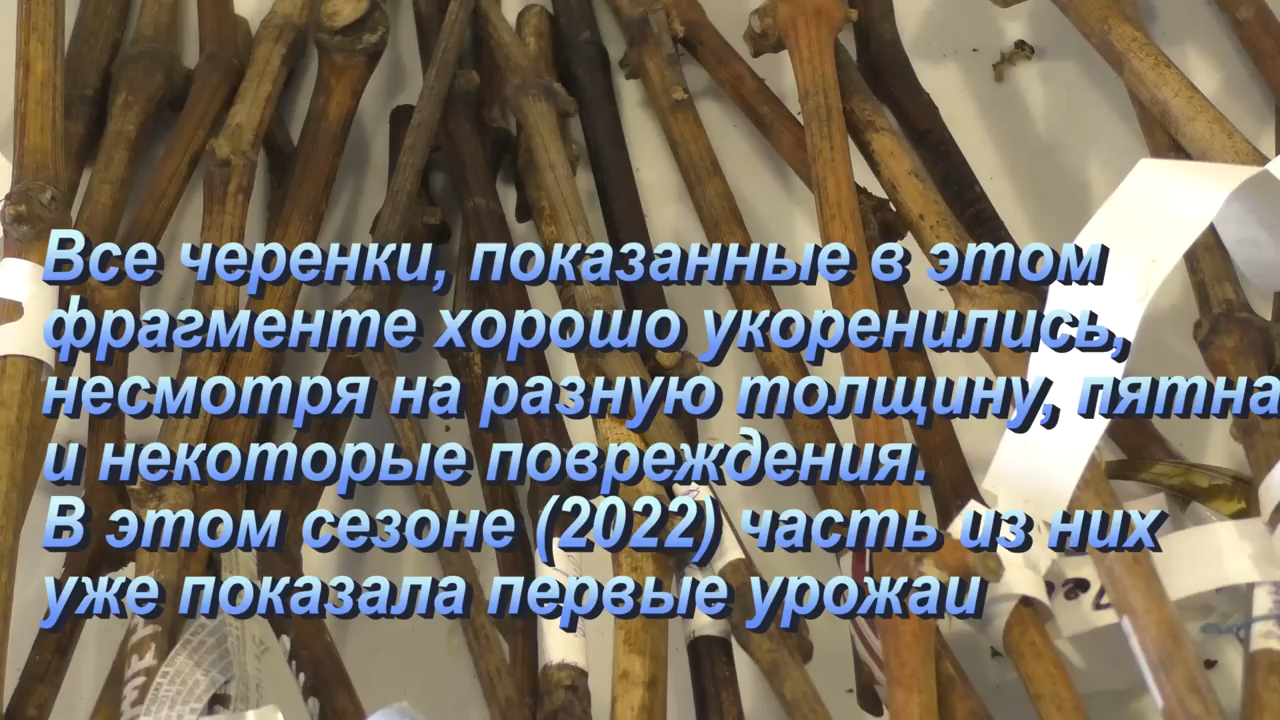 Все черенки, показанные в этом
фрагменте хорошо укоренились,
несмотря на разную толщину, пятна
и некоторые повреждения.
В этом сезоне (2022) часть из них
уже показала первые урожаи